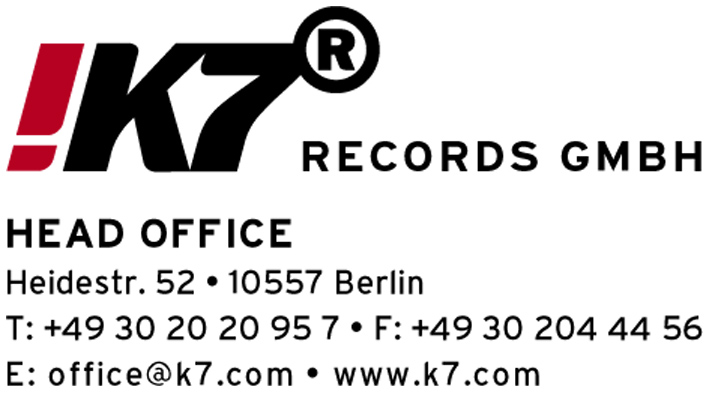 !K7® RECORDS GMBH
HEAD OFFICE
Heidestr. 52 • 10557 Berlin
T: +49 30 20 20 95 7 • F: +49 30 204 44 56
E: office@k7.com • www.k7.com